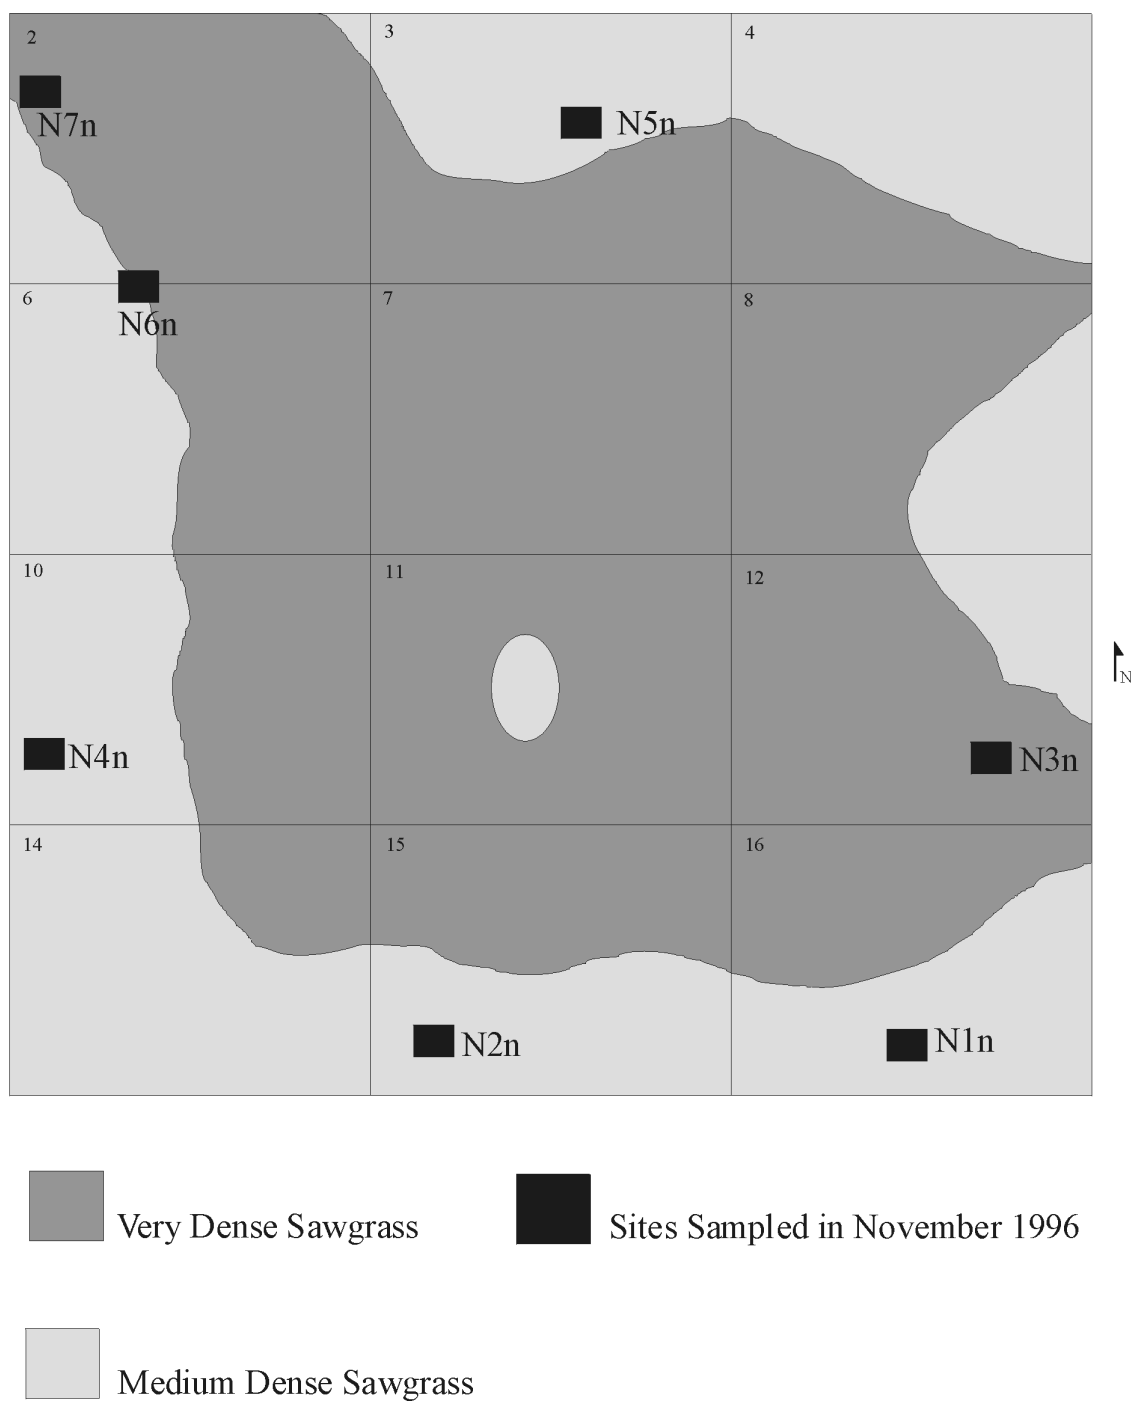 2
3
4
N7n
N5n
6
7
8
N6n
10
11
12
N
N4n
N3n
14
15
16
N2n
N1n
Very Dense Sawgrass
Sites Sampled in November 1996
Medium Dense Sawgrass